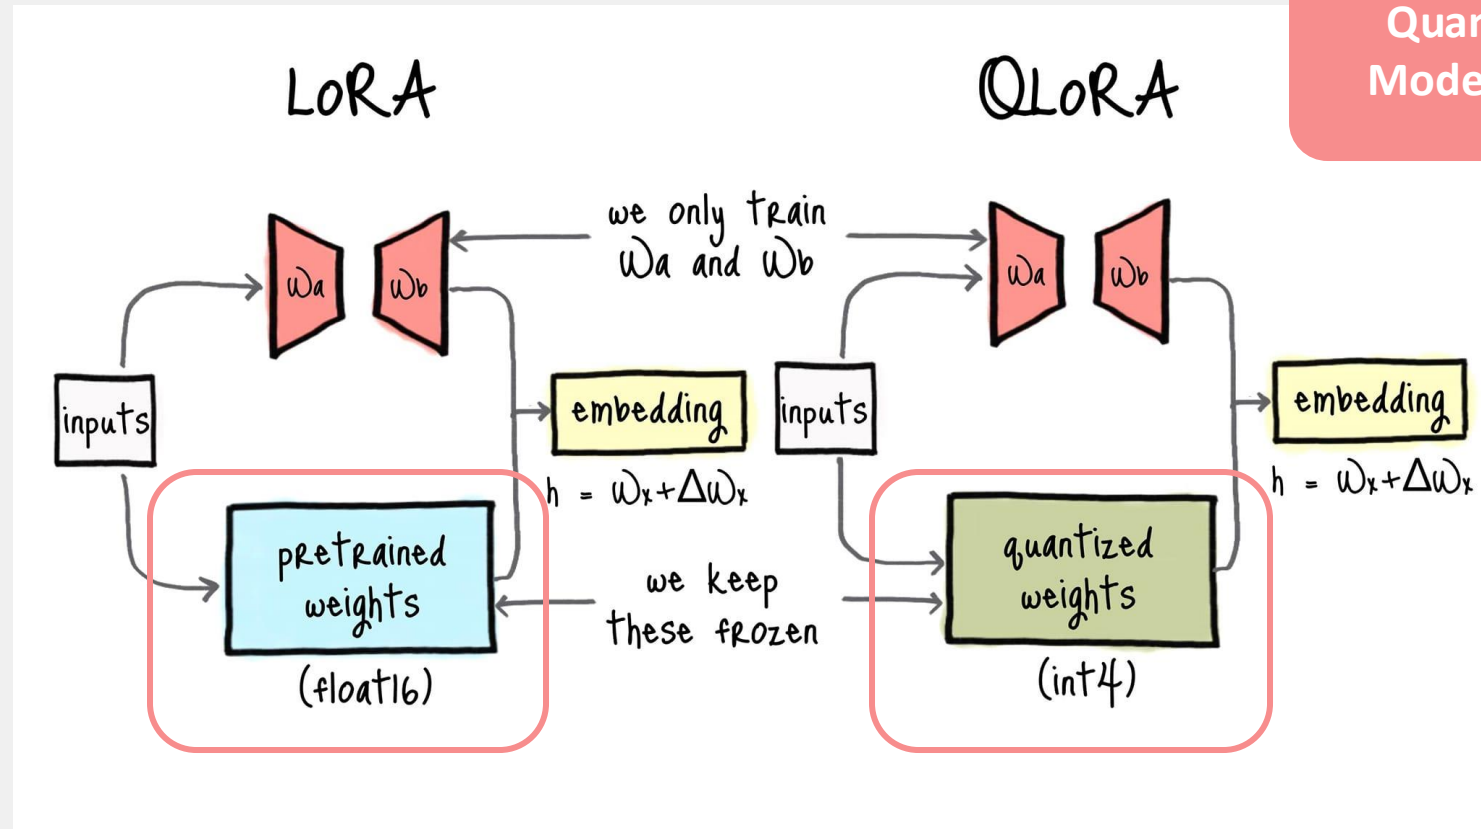 LoRA
QLoRA
we only train
Wa and Wb
Wa
Wb
inputs
embedding
h = Wx+ΔWx
pretrained
weights
(float16)
we keep
these frozen
Wa
Wb
inputs
embedding
h = Wx+ΔWx
quantized
weights
(int4)